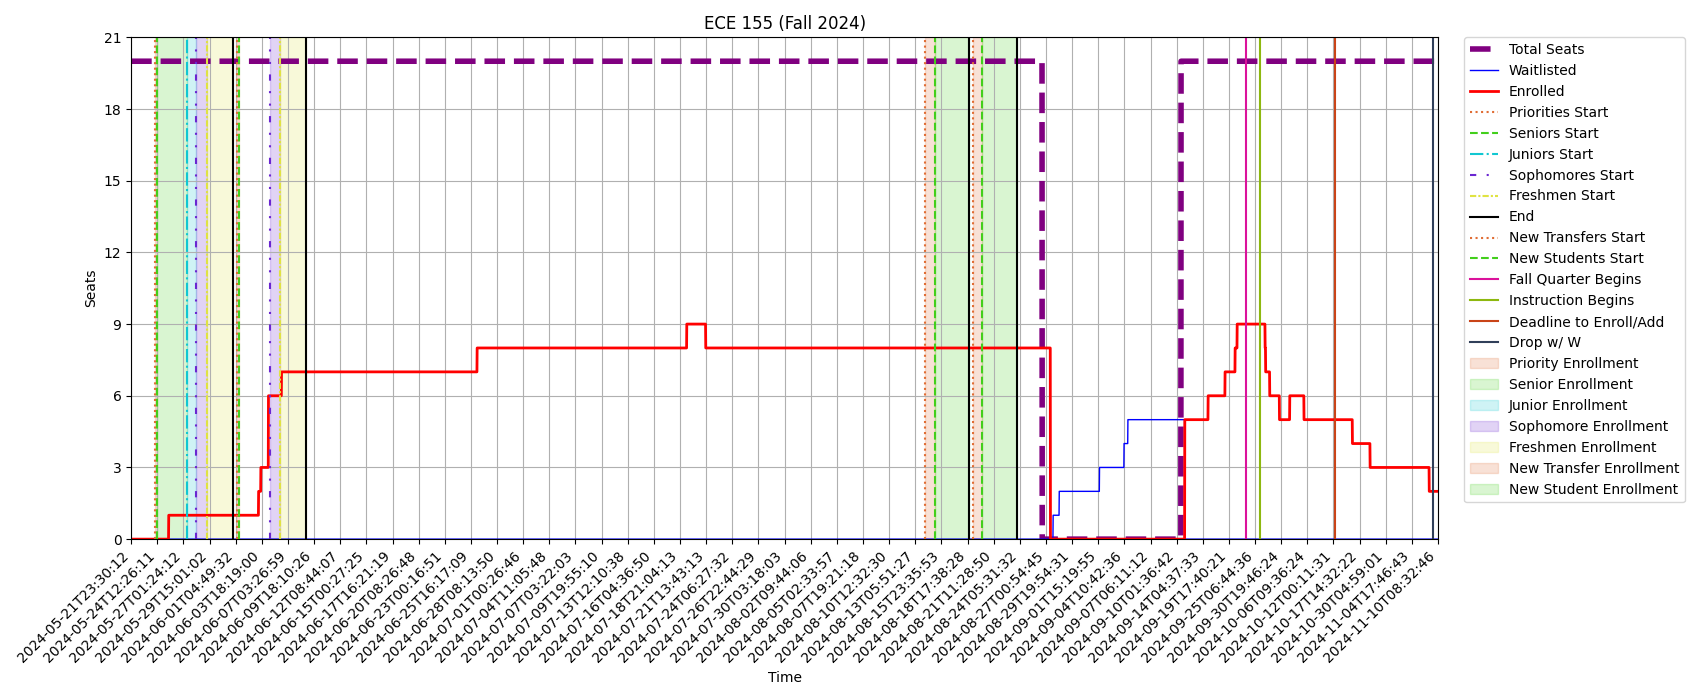 ECE 155 (Fall 2024)
21
18
15
12
9
6
3
0
Seats
2024-05-21T23:30:12
2024-05-24T12:26:11
2024-05-27T01:24:12
2024-05-29T15:01:02
2024-06-01T04:49:32
2024-06-03T18:19:00
2024-06-07T03:26:59
2024-06-09T18:10:26
2024-06-12T08:44:07
2024-06-15T00:27:25
2024-06-17T16:21:19
2024-06-20T08:26:48
2024-06-23T00:16:51
2024-06-25T16:17:09
2024-06-28T08:13:50
2024-07-01T00:26:46
2024-07-04T11:05:48
2024-07-07T03:22:03
2024-07-09T19:55:10
2024-07-13T12:10:38
2024-07-16T04:36:50
2024-07-18T21:04:13
2024-07-21T13:43:13
2024-07-24T06:27:32
2024-07-26T22:44:29
2024-07-30T03:18:03
2024-08-02T09:44:06
2024-08-05T02:33:57
2024-08-07T19:21:18
2024-08-10T12:32:30
2024-08-13T05:51:27
2024-08-15T23:35:53
2024-08-18T17:38:28
2024-08-21T11:28:50
2024-08-24T05:31:32
2024-08-27T00:54:45
2024-08-29T19:54:31
2024-09-01T15:19:55
2024-09-04T10:42:36
2024-09-07T06:11:12
2024-09-10T01:36:42
2024-09-14T04:37:33
2024-09-19T17:40:21
2024-09-25T06:44:36
2024-09-30T19:46:24
2024-10-06T09:36:24
2024-10-12T00:11:31
2024-10-17T14:32:22
2024-10-30T04:59:01
2024-11-04T17:46:43
2024-11-10T08:32:46
Time
Total Seats
Waitlisted
Enrolled
Priorities Start
Seniors Start
Juniors Start
Sophomores Start
Freshmen Start
End
New Transfers Start
New Students Start
Fall Quarter Begins
Instruction Begins
Deadline to Enroll/Add
Drop w/ W
Priority Enrollment
Senior Enrollment
Junior Enrollment
Sophomore Enrollment
Freshmen Enrollment
New Transfer Enrollment
New Student Enrollment